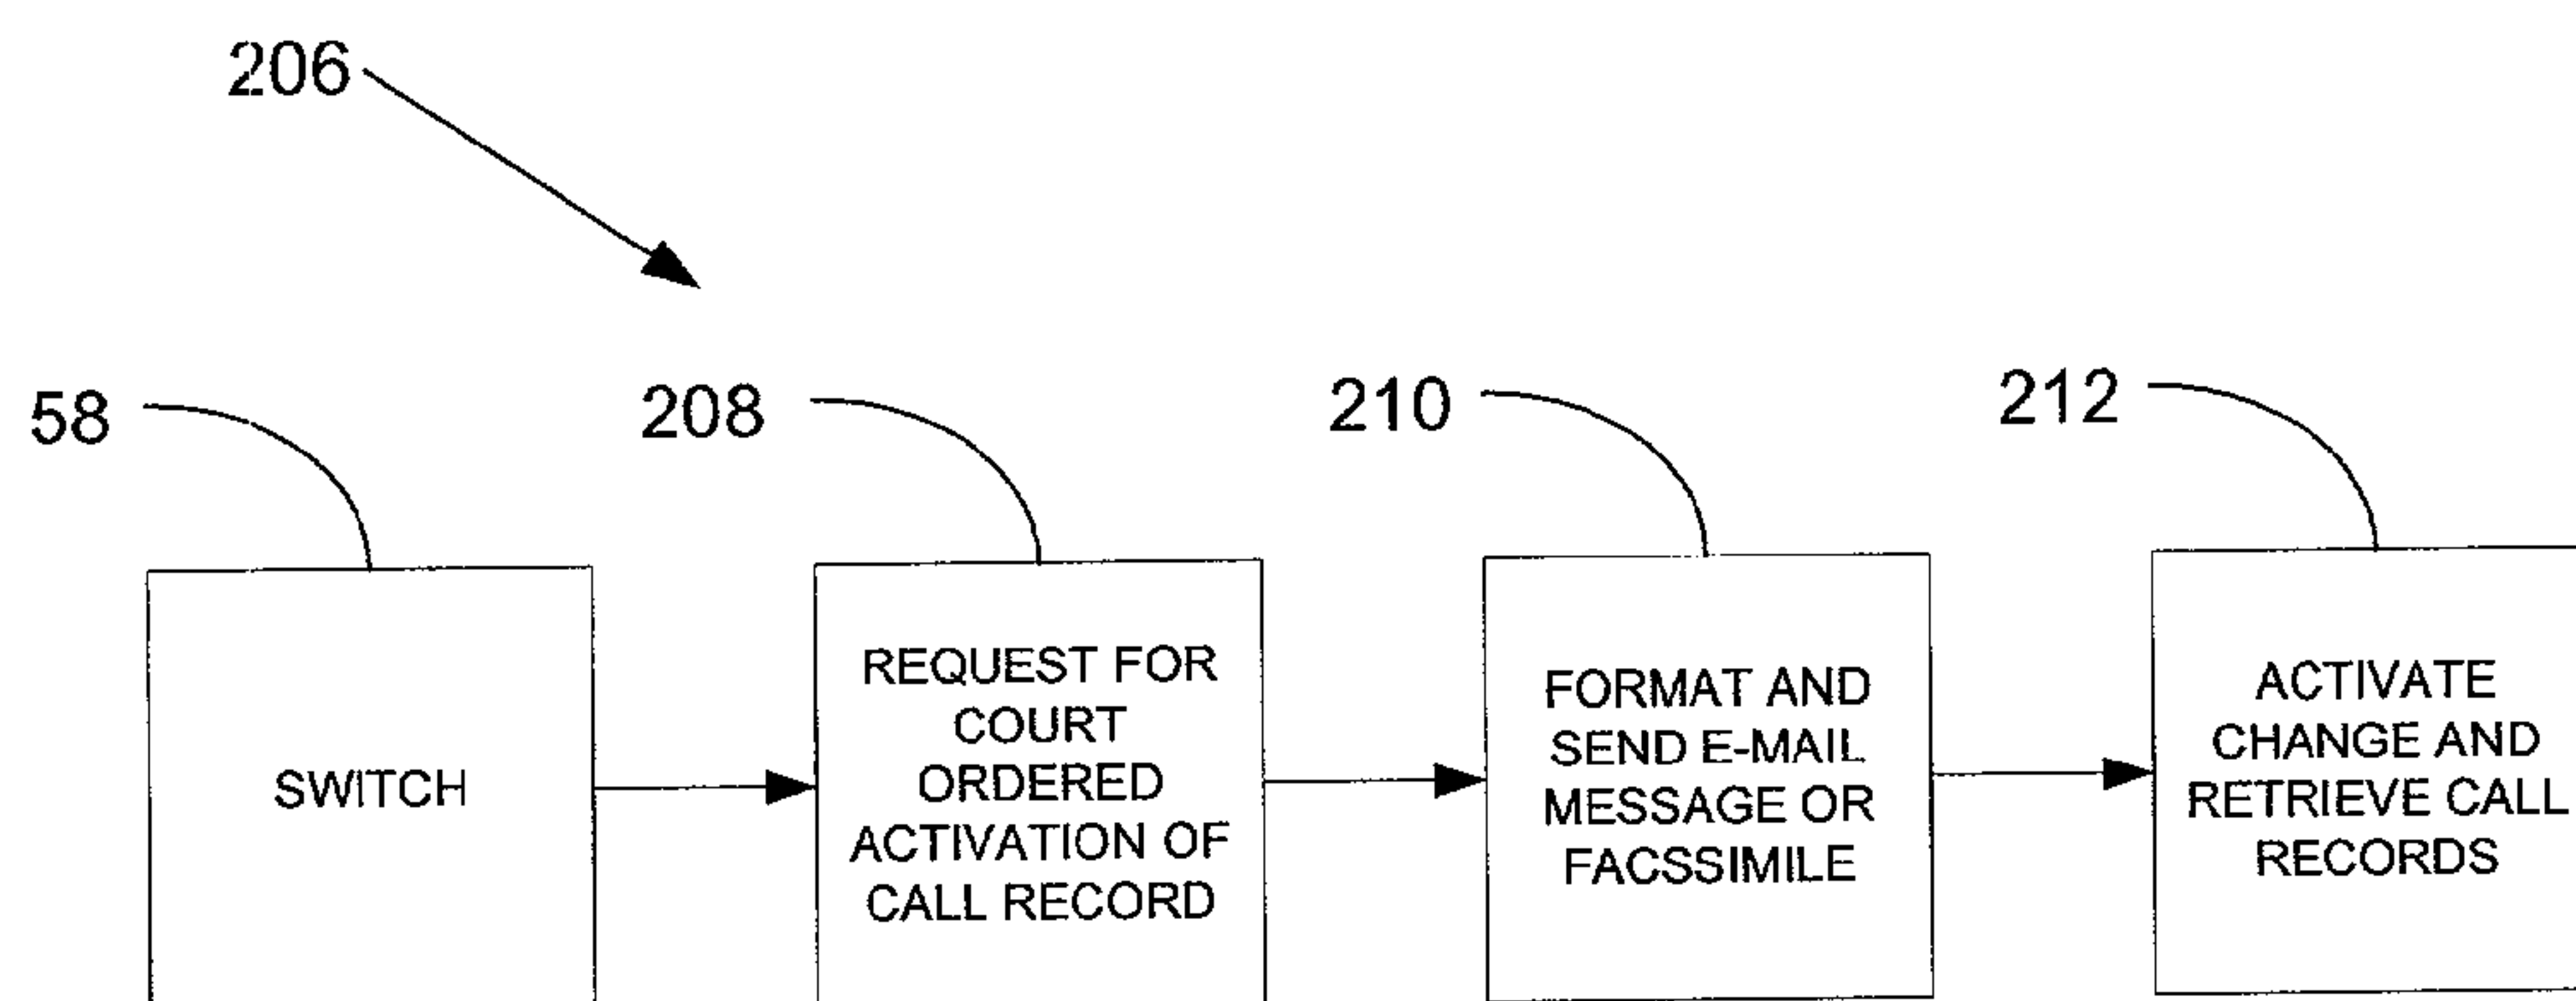 206
58
208
210
212
SWITCH
REQUEST FOR
COURT
ORDERED
ACTIVATION OF
CALL RECORD
FORMAT AND
SEND E-MAIL
MESSAGE OR
FACSSIMILE
ACTIVATE
CHANGE AND
RETRIEVE CALL
RECORDS